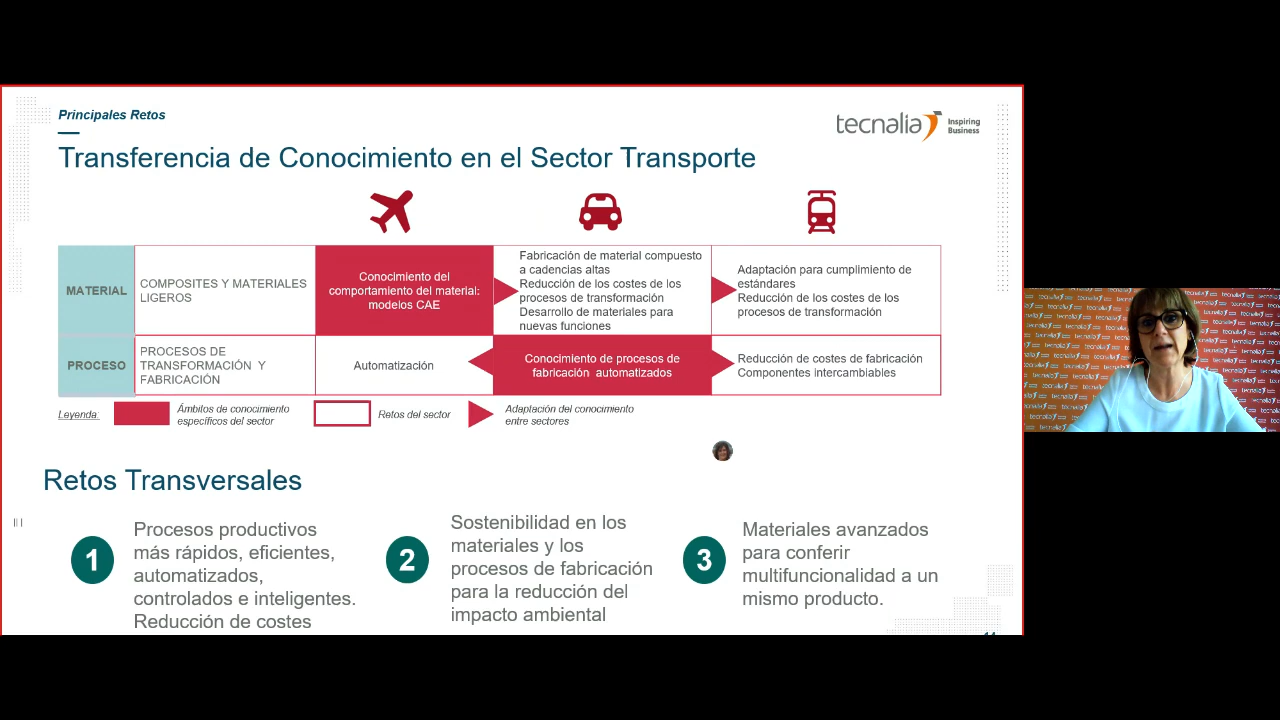 Principales Retos
tecnalia Inspiring
Business
Transferencia de Conocimiento en el Sector Transporte
MATERIAL
COMPOSITES Y MATERIALES
LIGEROS
Conocimiento del
comportamiento del material:
modelos CAE
Fabricación de material compuesto
a cadencias altas
Reducción de los costes de los
procesos de transformación
Desarrollo de materiales para
nuevas funciones
Adaptación para cumplimiento de
estándares
Reducción de los costes de los
procesos de transformación
PROCESO
PROCESOS DE
TRANSFORMACIÓN Y
FABRICACIÓN
Automatización
Conocimiento de procesos de
fabricación automatizados
Reducción de costes de fabricación
Componentes intercambiables
Leyenda:
Ámbitos de conocimiento
específicos del sector
Retos del sector
Adaptación del conocimiento
entre sectores
Retos Transversales
1
Procesos productivos
más rápidos, eficientes,
automatizados,
controlados e inteligentes.
Reducción de costes
2
Sostenibilidad en los
materiales y los
procesos de fabricación
para la reducción del
impacto ambiental
3
Materiales avanzados
para conferir
multifuncionalidad a un
mismo producto.